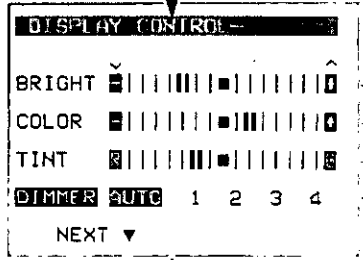 DISPLAY CONTROL
BRIGHT
COLOR
TINT R G
DIMMER AUTO 1 2 3 4
NEXT ▼